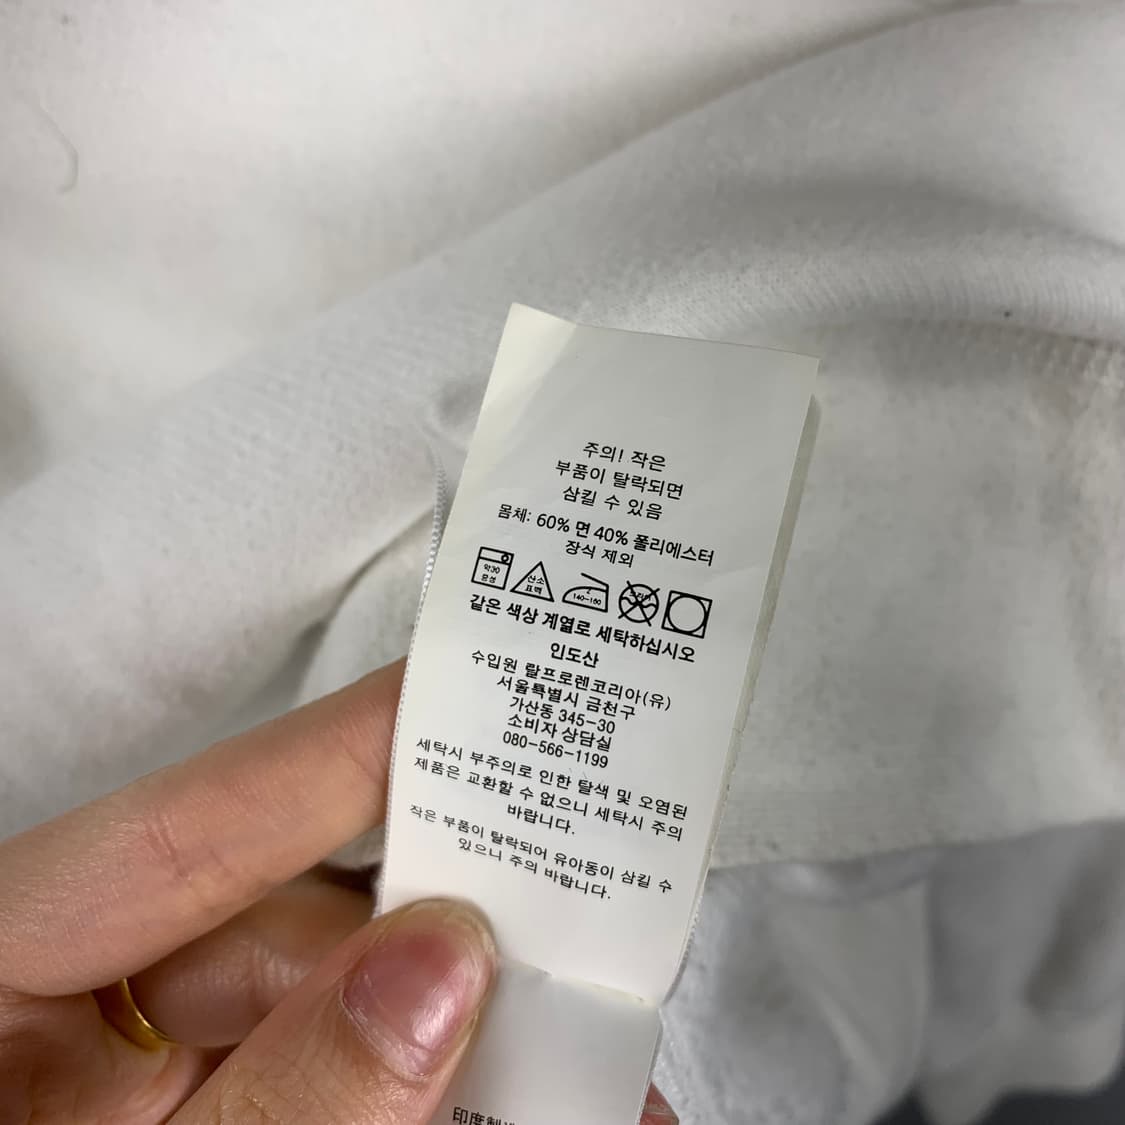 주의! 작은
부품이 탈락되면
삼킬 수 있음
몸체: 60% 면 40% 폴리에스터
장식 제외
약30
중성
산소
표백
2
140-160
같은 색상 계열로 세탁하십시오
인도산
수입원 랄프로렌코리아(유)
서울특별시 금천구
가산동 345-30
소비자 상담실
080-566-1199
세탁시 부주의로 인한 탈색 및 오염된
제품은 교환할 수 없으니 세탁시 주의
바랍니다.
작은 부품이 탈락되어 유아동이 삼킬 수
있으니 주의 바랍니다.
印度製造